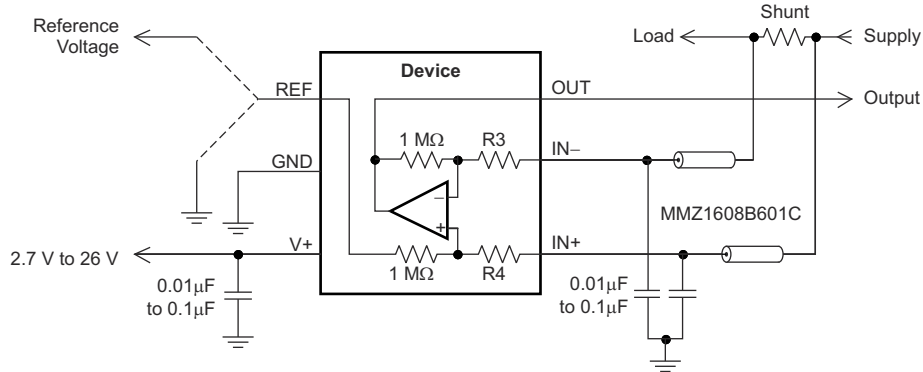 Shunt
Reference
Voltage
Load
Supply
Device
REF
OUT
Output
1 MΩ
R3
GND
IN–
–
MMZ1608B601C
+
V+
IN+
2.7 V to 26 V
1 MΩ
R4
0.01μF
to 0.1μF
0.01μF
to 0.1μF